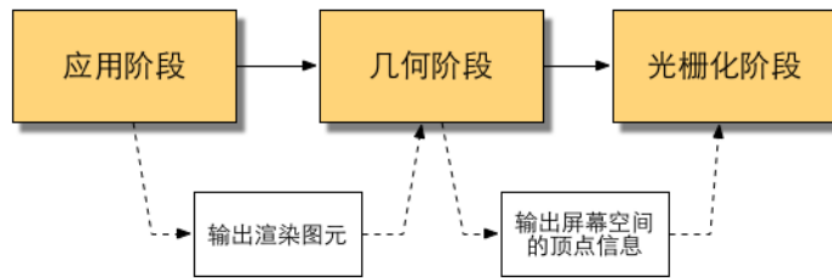 应用阶段
几何阶段
光栅化阶段
输出渲染图元
输出屏幕空间
的顶点信息